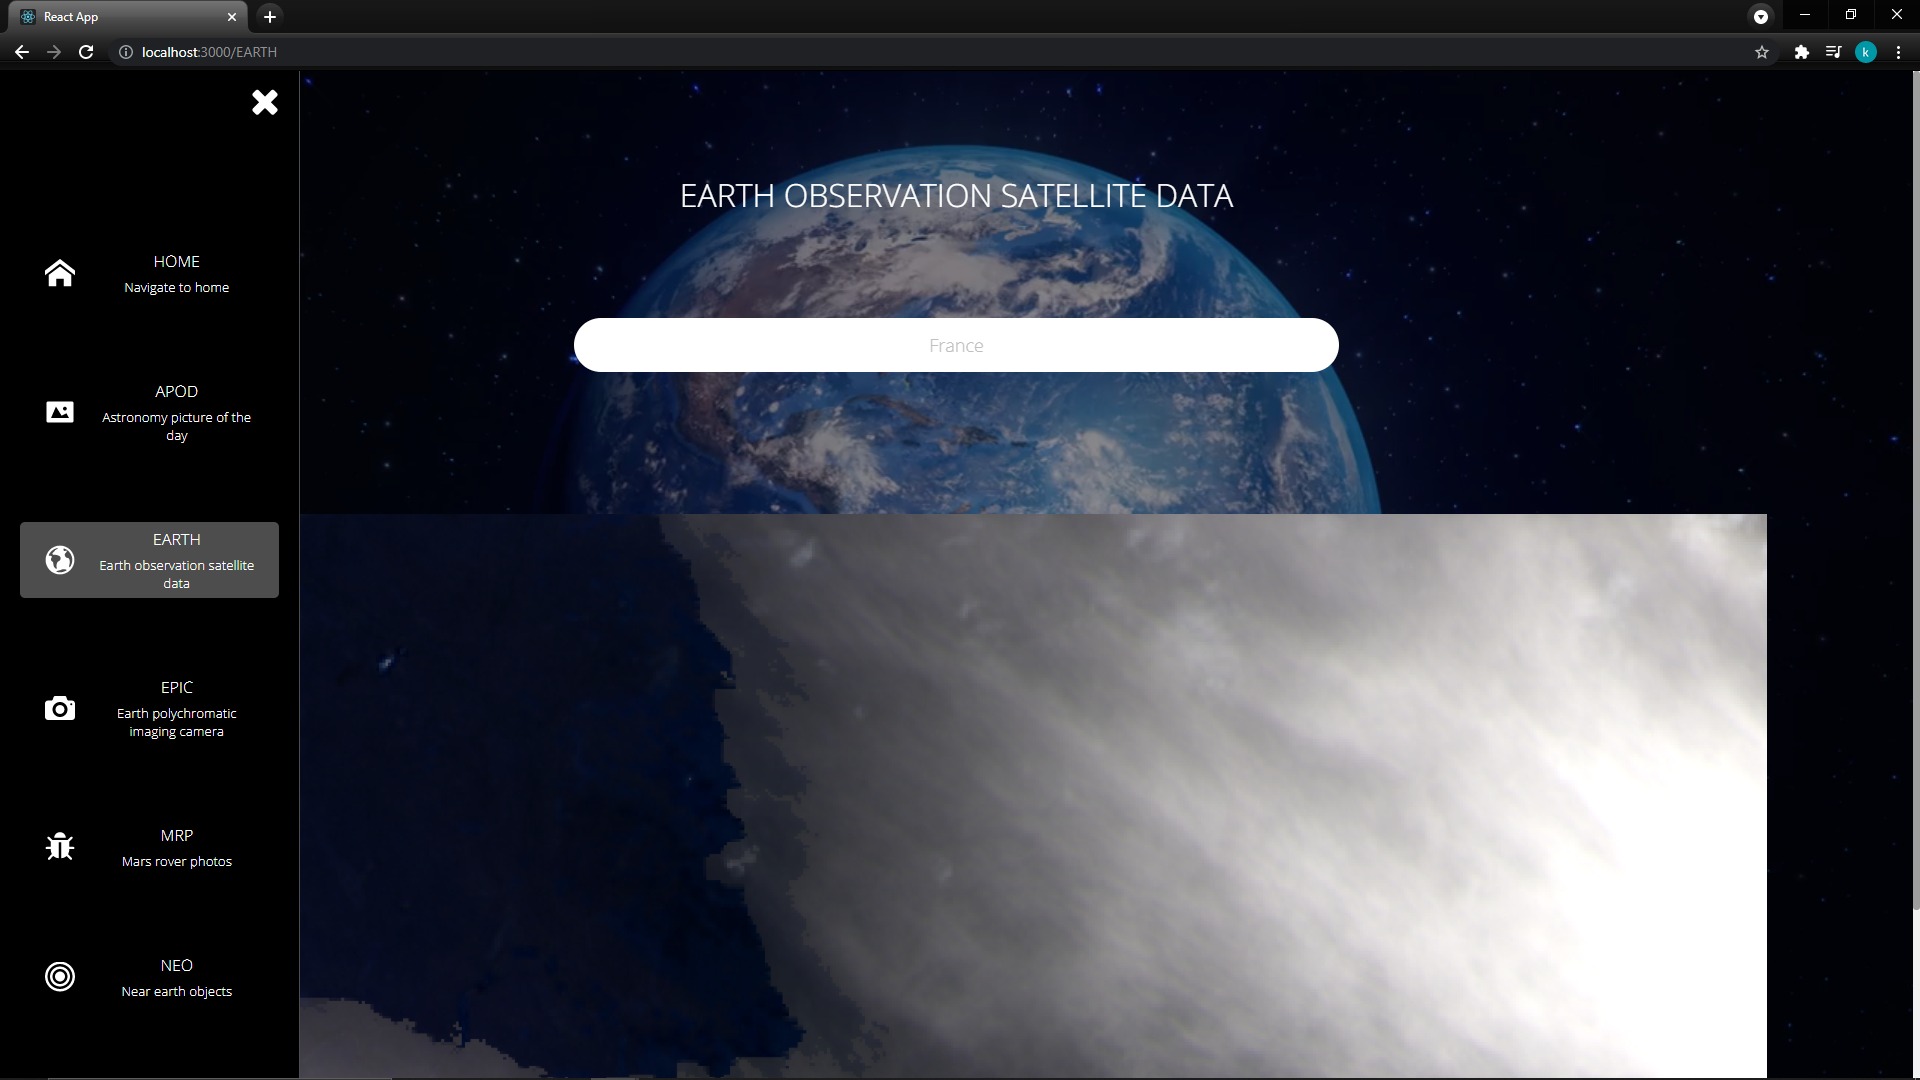 React App
localhost:3000/EARTH
k
EARTH OBSERVATION SATELLITE DATA
France
HOME
Navigate to home
APOD
Astronomy picture of the
day
EARTH
Earth observation satellite
data
EPIC
Earth polychromatic
imaging camera
MRP
Mars rover photos
NEO
Near earth objects